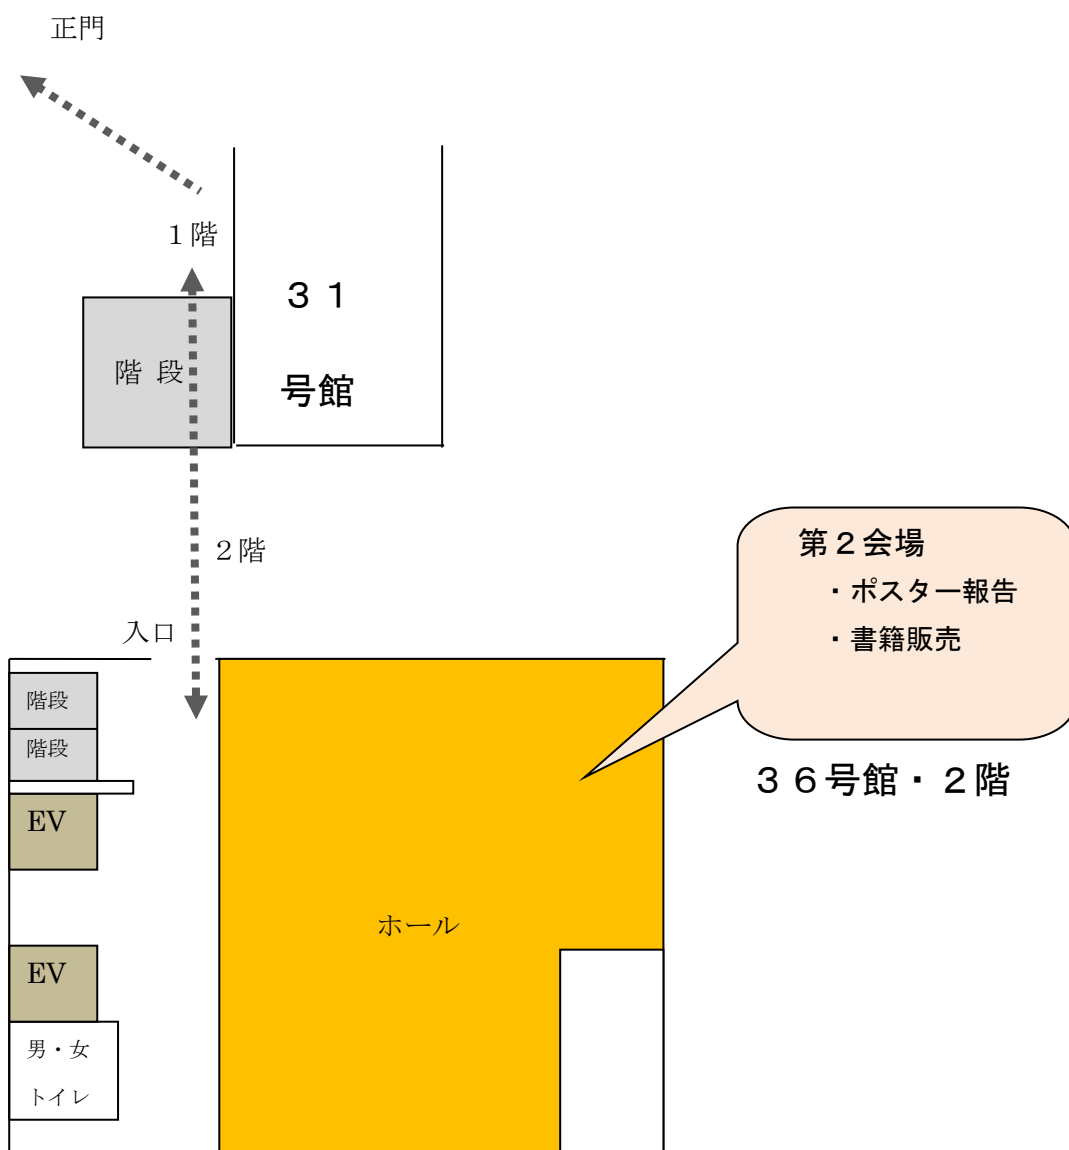 正門
１階
３１
階 段
号館
２階
第２会場
・ポスター報告
・書籍販売
入口
階段
階段
３６号館・２階
EV
ホール
EV
男・女
トイレ